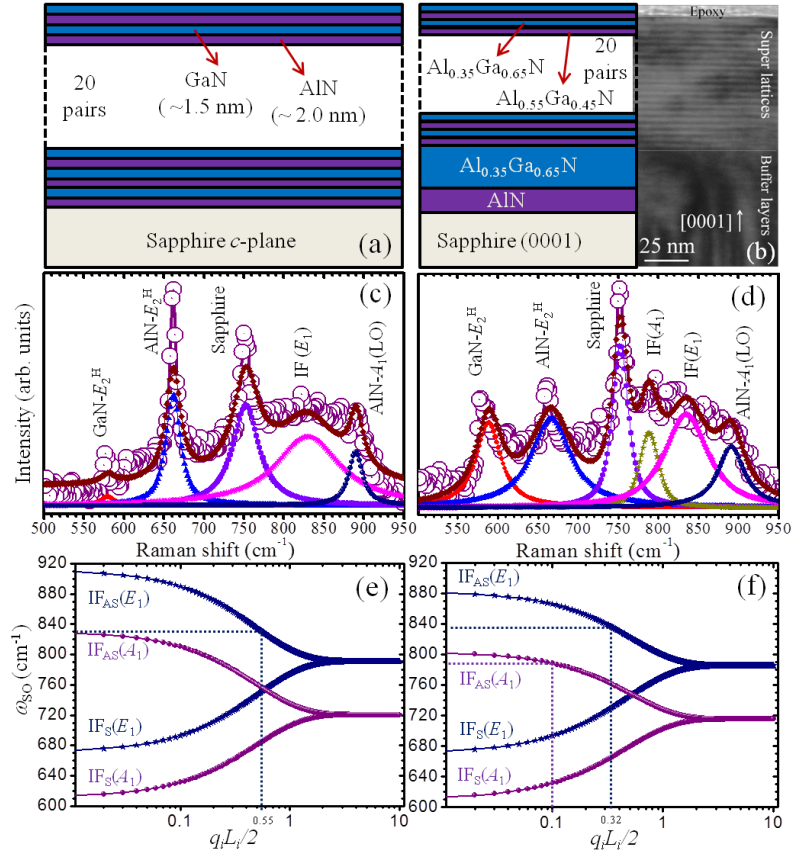 20
pairs
GaN
(~1.5 nm)
AlN
(~ 2.0 nm)
Sapphire c-plane
(a)
20
pairs
Al0.35Ga0.65N
Al0.55Ga0.45N
Al0.35Ga0.65N
AlN
Sapphire (0001)
Epoxy
Super lattices
Buffer layers
[0001] ↑
25 nm
(b)
(c)
Intensity (arb. units)
GaN-E2H
AlN-E2H
Sapphire
IF(E1)
AlN-A1(LO)
500 550 600 650 700 750 800 850 900 950
Raman shift (cm-1)
(d)
GaN-E2H
AlN-E2H
Sapphire
IF(A1)
IF(E1)
AlN-A1(LO)
550 600 650 700 750 800 850 900 950
Raman shift (cm-1)
(e)
ωSO (cm-1)
920
880
840
800
760
720
680
640
600
IFAS(E1)
IFAS(A1)
IFS(E1)
IFS(A1)
0.1 0.55 1 10
qiLi/2
(f)
920
880
840
800
760
720
680
640
600
IFAS(E1)
IFAS(A1)
IFS(E1)
IFS(A1)
0.1 0.32 1 10
qiLi/2